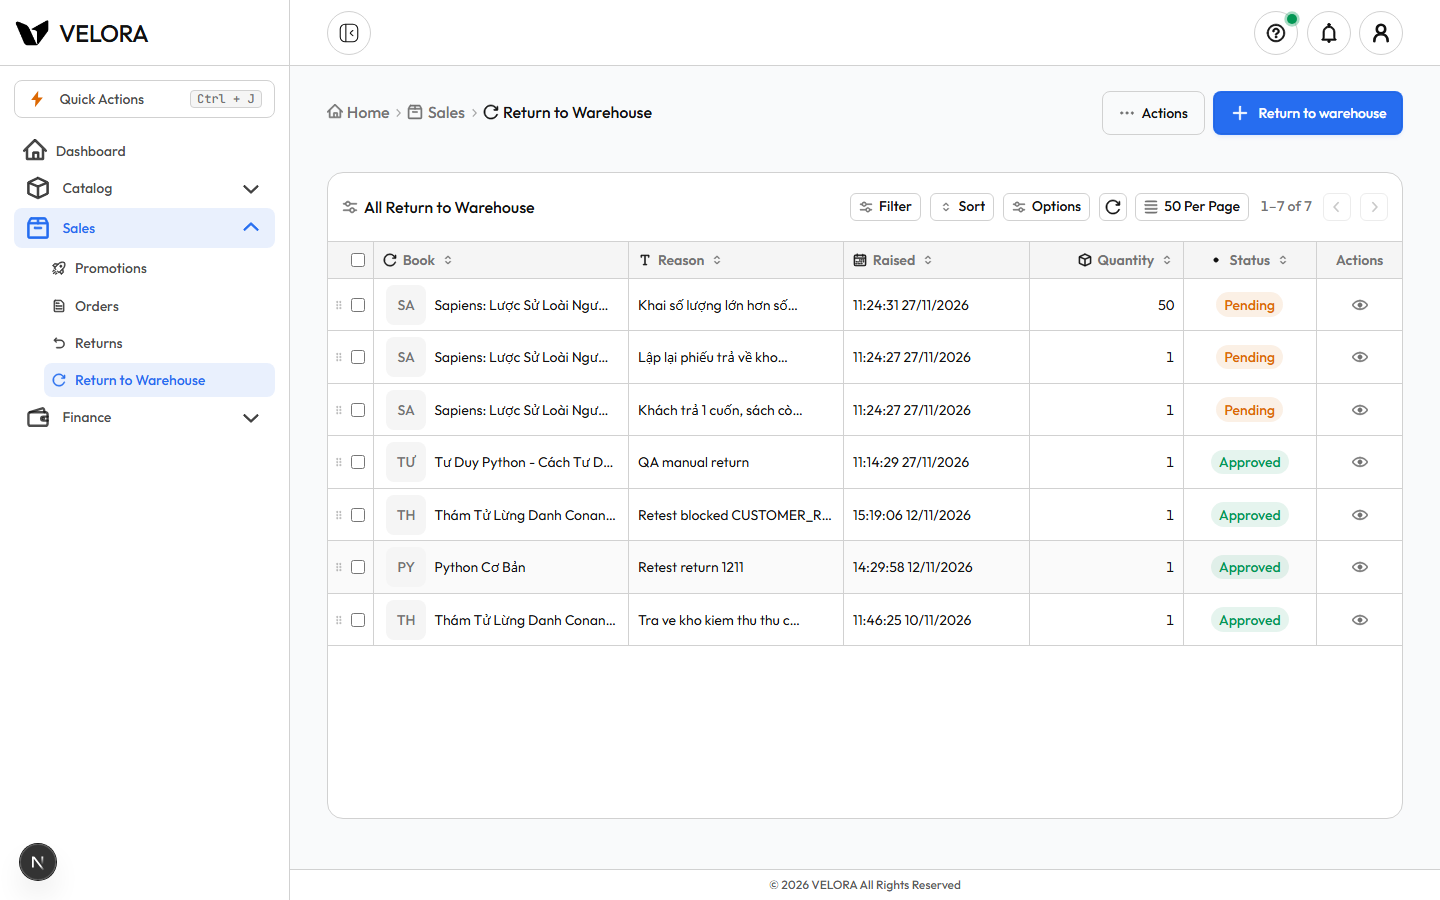 VELORA
Quick Actions Ctrl + J
Dashboard
Catalog
Sales
Promotions
Orders
Returns
Return to Warehouse
Finance
Home › Sales › Return to Warehouse
Actions
Return to warehouse
All Return to Warehouse
Filter Sort Options 50 Per Page 1–7 of 7
Book Reason Raised Quantity Status Actions
SA Sapiens: Lược Sử Loài Ngư... Khai số lượng lớn hơn số... 11:24:31 27/11/2026 50 Pending
SA Sapiens: Lược Sử Loài Ngư... Lập lại phiếu trả về kho... 11:24:27 27/11/2026 1 Pending
SA Sapiens: Lược Sử Loài Ngư... Khách trả 1 cuốn, sách cò... 11:24:27 27/11/2026 1 Pending
TƯ Tư Duy Python - Cách Tư D... QA manual return 11:14:29 27/11/2026 1 Approved
TH Thám Tử Lừng Danh Conan... Retest blocked CUSTOMER_R... 15:19:06 12/11/2026 1 Approved
PY Python Cơ Bản Retest return 1211 14:29:58 12/11/2026 1 Approved
TH Thám Tử Lừng Danh Conan... Tra ve kho kiem thu thu c... 11:46:25 10/11/2026 1 Approved
N
© 2026 VELORA All Rights Reserved